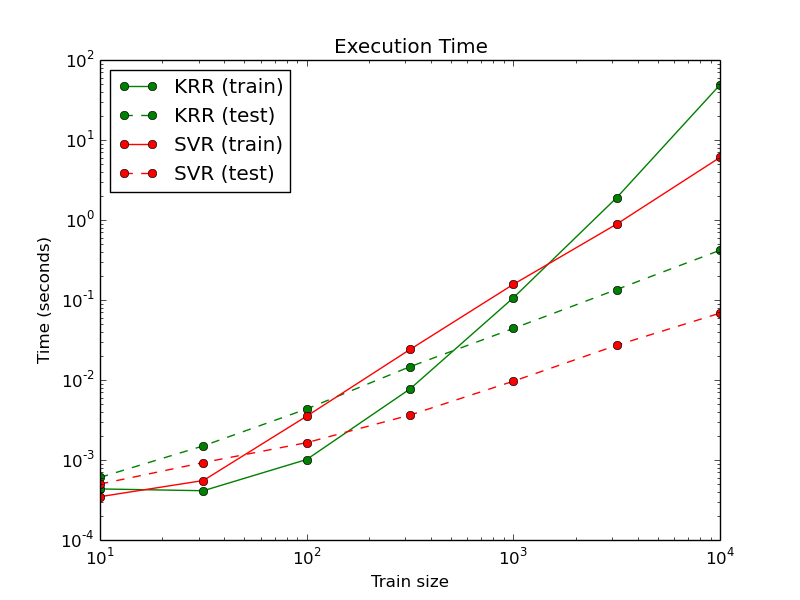 Execution Time
KRR (train)
KRR (test)
SVR (train)
SVR (test)
10^2
10^1
10^0
10^-1
10^-2
10^-3
10^-4
Time (seconds)
10^1 10^2 10^3 10^4
Train size